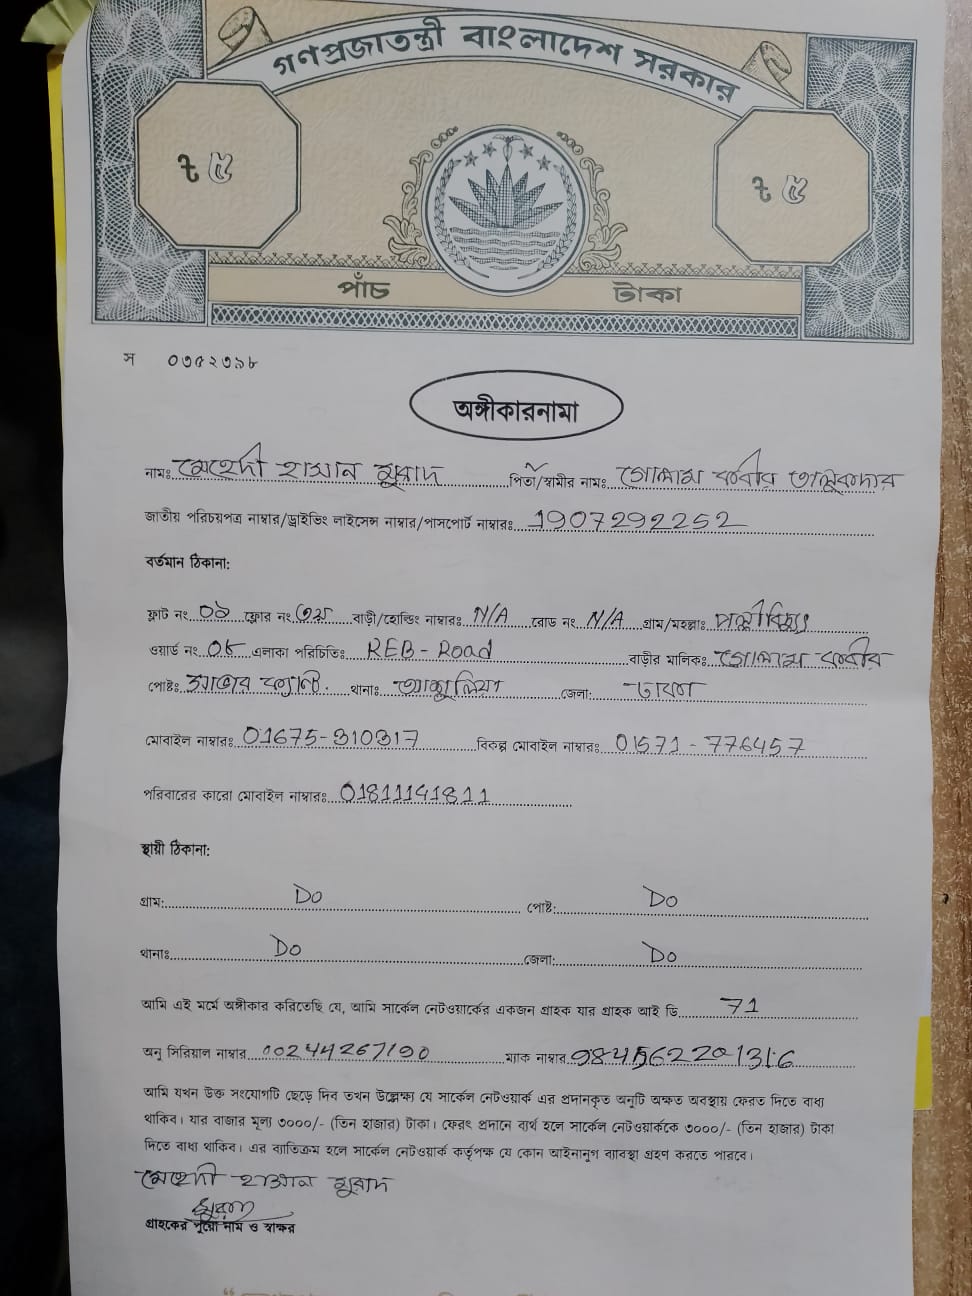 গণপ্রজাতন্ত্রী বাংলাদেশ সরকার
৳ ৫ ৳ ৫
পাঁচ টাকা
স ০৩৫২৩৯৮
অঙ্গীকারনামা
নামঃ মেহেদী হাসান মুরাদ পিতা/স্বামীর নামঃ গোলাম কবীর তালুকদার
জাতীয় পরিচয়পত্র নাম্বার/ড্রাইভিং লাইসেন্স নাম্বার/পাসপোর্ট নাম্বারঃ 1907292252
বর্তমান ঠিকানা:
ফ্লাট নং ফ্লোর নং বাড়ী/হোল্ডিং নাম্বারঃ N/A রোড নং N/A গ্রাম/মহল্লাঃ পল্লীবিদ্যুৎ
ওয়ার্ড নং ০৮ এলাকা পরিচিতিঃ REB-Road বাড়ীর মালিকঃ গোলাম কবীর
পোষ্টঃ থানাঃ আশুলিয়া জেলা: ঢাকা
মোবাইল নাম্বারঃ 01675-310317 বিকল্প মোবাইল নাম্বারঃ 01571-776457
পরিবারের কারো মোবাইল নাম্বারঃ 01811141811
স্থায়ী ঠিকানা:
গ্রাম: Do পোষ্ট: Do
থানাঃ Do জেলা: Do
আমি এই মর্মে অঙ্গীকার করিতেছি যে, আমি সার্কেল নেটওয়ার্কের একজন গ্রাহক যার গ্রাহক আই ডি 71
অনু সিরিয়াল নাম্বার 00244267190 ম্যাক নাম্বার
আমি যখন উক্ত সংযোগটি ছেড়ে দিব তখন উল্লেক্ষ্য যে সার্কেল নেটওয়ার্ক এর প্রদানকৃত অনুটি অক্ষত অবস্থায় ফেরত দিতে বাধ্য
থাকিব। যার বাজার মূল্য ৩০০০/- (তিন হাজার) টাকা। ফেরৎ প্রদানে ব্যর্থ হলে সার্কেল নেটওয়ার্ককে ৩০০০/- (তিন হাজার) টাকা
দিতে বাধ্য থাকিব। এর ব্যতিক্রম হলে সার্কেল নেটওয়ার্ক কর্তৃপক্ষ যে কোন আইনানুগ ব্যবস্থা গ্রহণ করতে পারবে।
মেহেদী হাসান মুরাদ
মুরাদ
গ্রাহকের পুরো নাম ও স্বাক্ষর